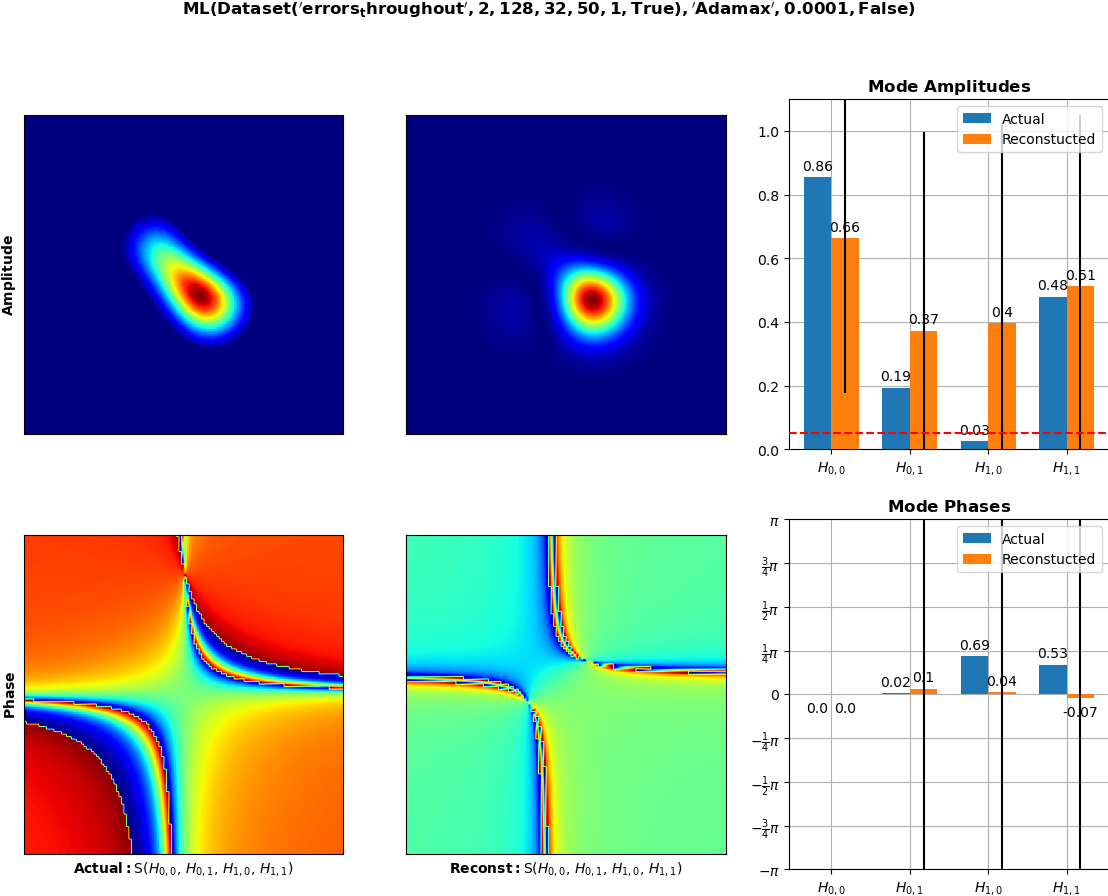 ML(Dataset('errors_throughout', 2, 128, 32, 50, 1, True), 'Adamax', 0.0001, False)
Amplitude
Mode Amplitudes
Actual
Reconstucted
1.0
0.8
0.6
0.4
0.2
0.0
0.86
0.66
0.19
0.37
0.03
0.4
0.48
0.51
H0,0
H0,1
H1,0
H1,1
Phase
Actual: S(H0,0, H0,1, H1,0, H1,1)
Reconst: S(H0,0, H0,1, H1,0, H1,1)
Mode Phases
Actual
Reconstucted
π
3/4π
1/2π
1/4π
0
−1/4π
−1/2π
−3/4π
−π
0.0
0.0
0.02
0.1
0.69
0.04
0.53
-0.07
H0,0
H0,1
H1,0
H1,1